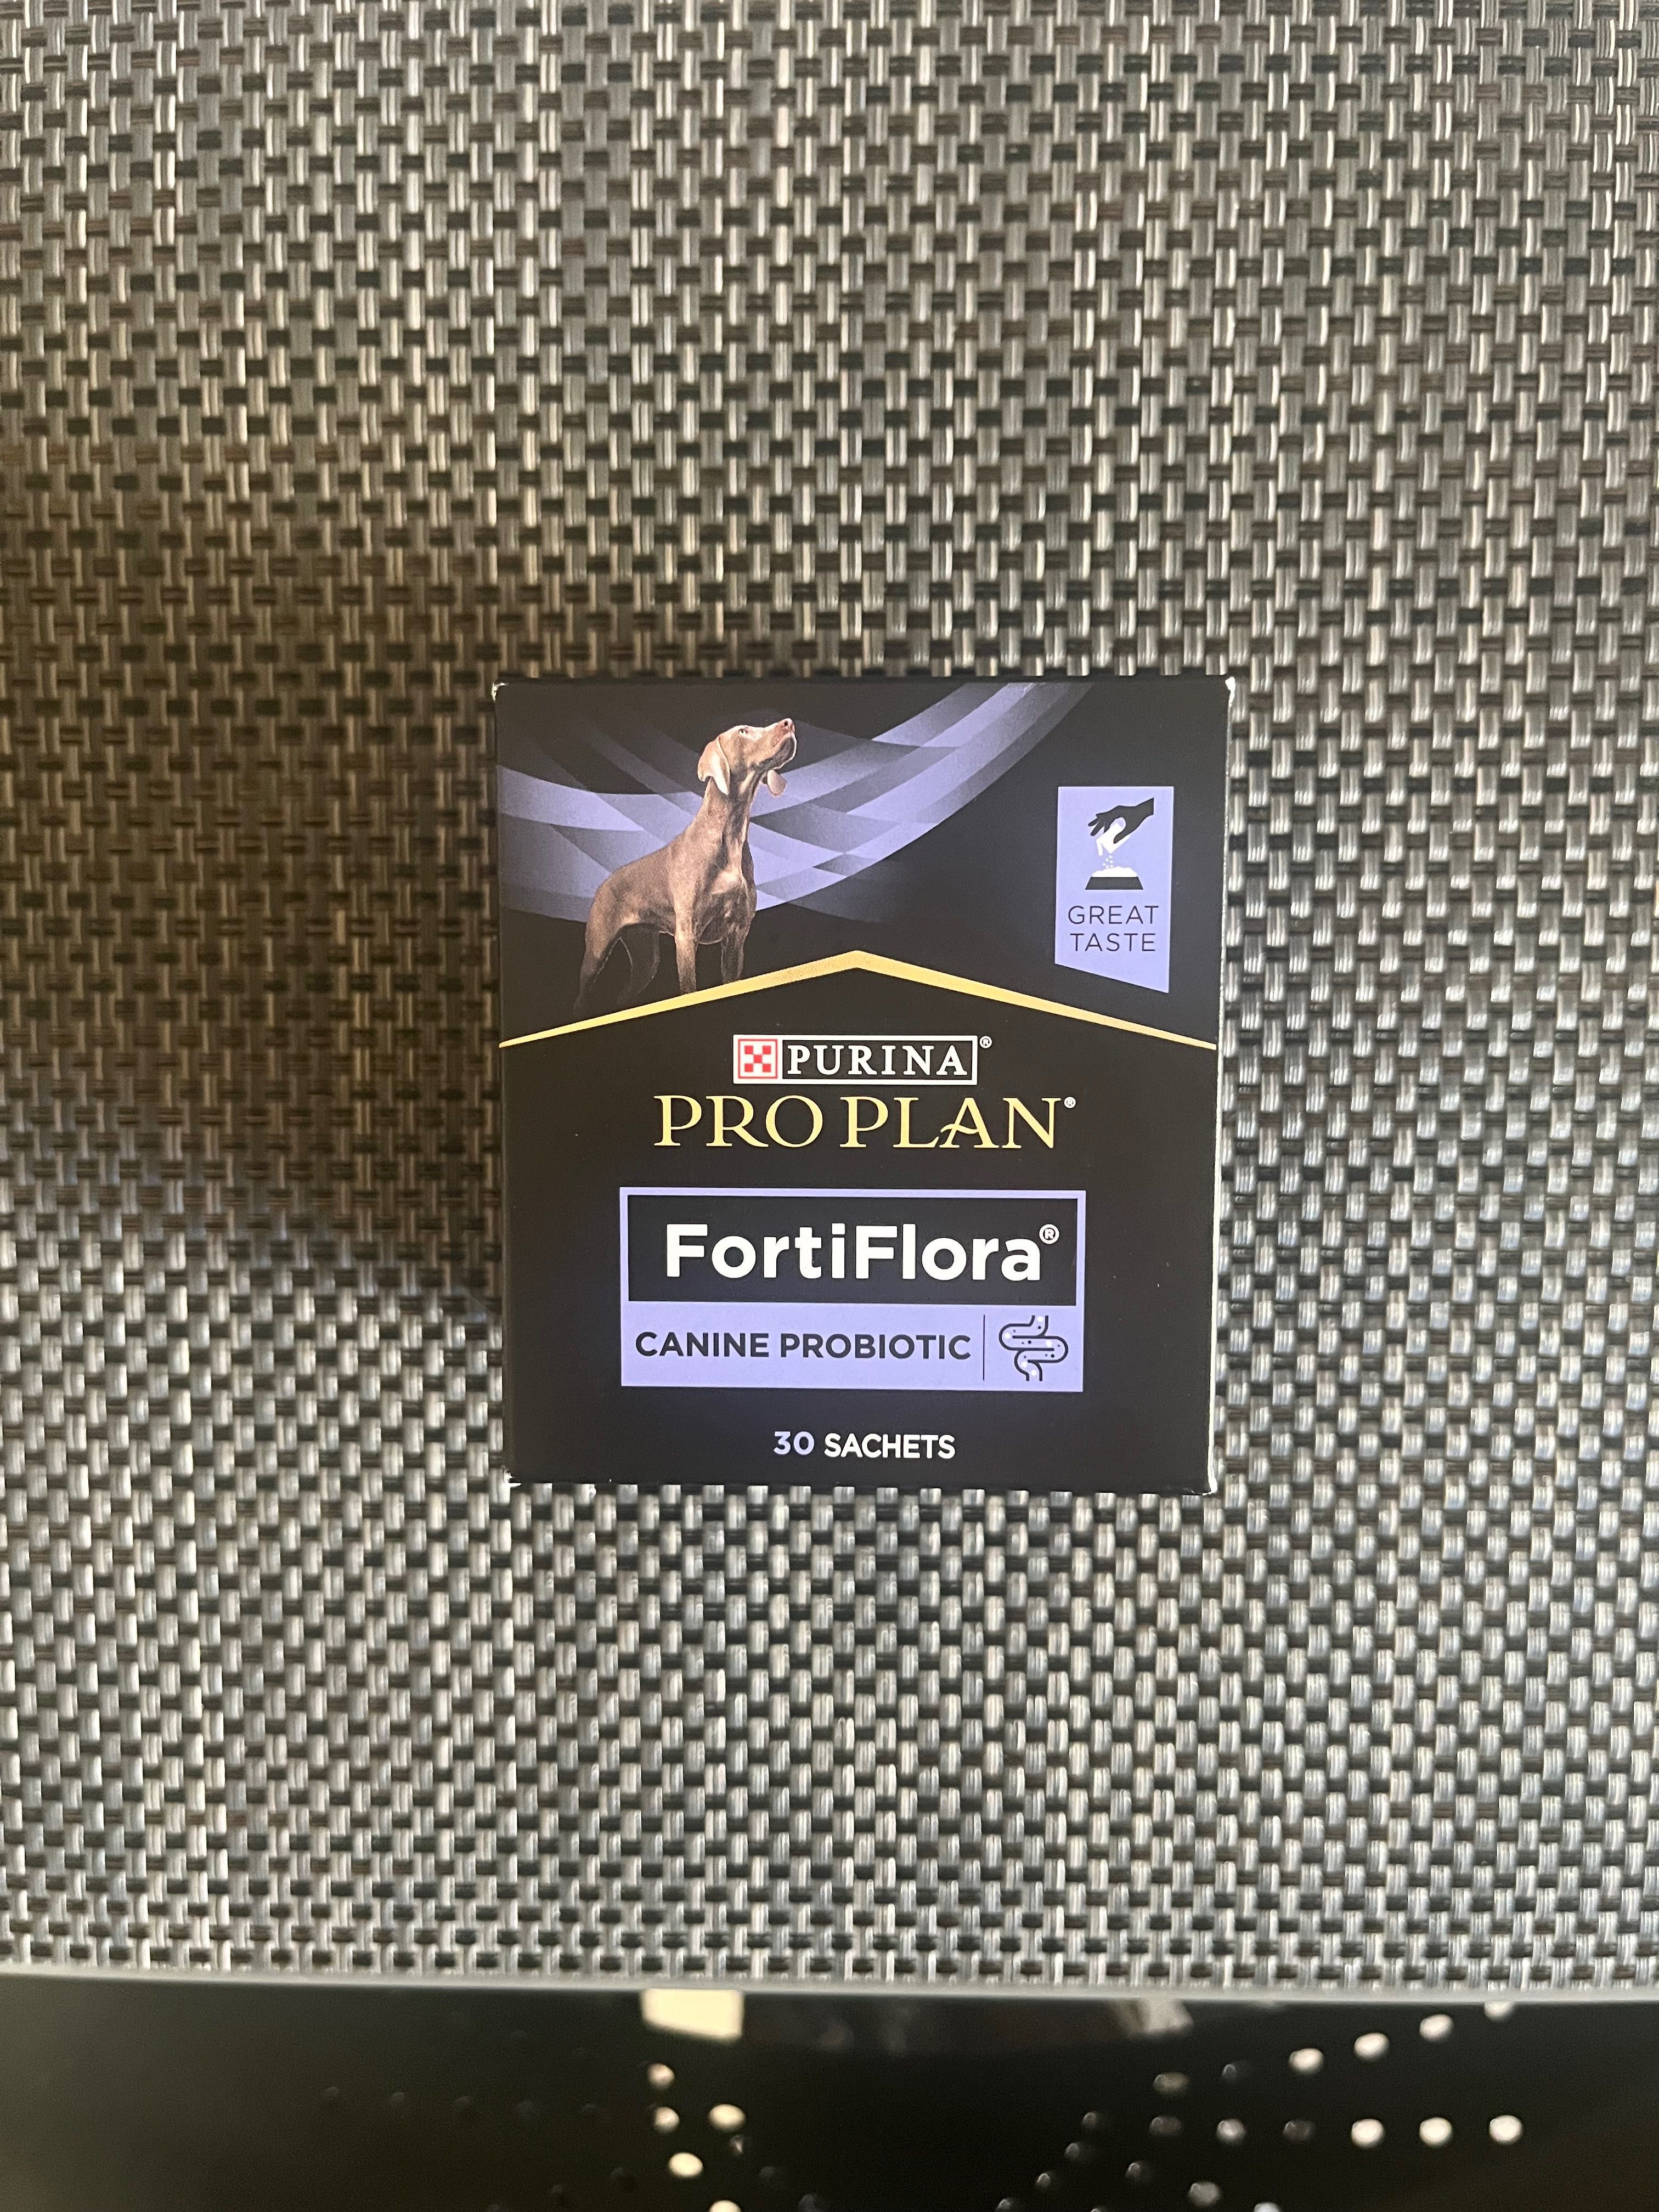 GREAT
TASTE
PURINA®
PRO PLAN®
FortiFlora®
CANINE PROBIOTIC
30 SACHETS